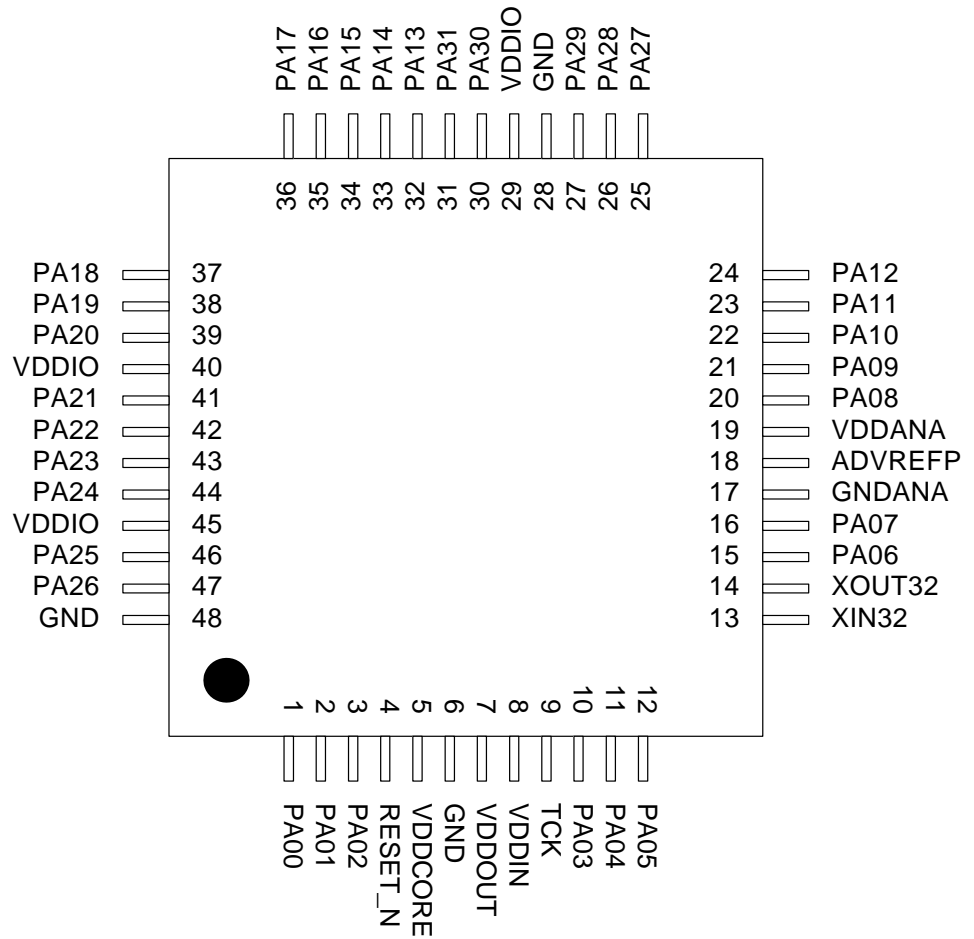 PA17 PA16 PA15 PA14 PA13 PA31 PA30 VDDIO GND PA29 PA28 PA27
36 35 34 33 32 31 30 29 28 27 26 25
PA18 37 24 PA12
PA19 38 23 PA11
PA20 39 22 PA10
VDDIO 40 21 PA09
PA21 41 20 PA08
PA22 42 19 VDDANA
PA23 43 18 ADVREFP
PA24 44 17 GNDANA
VDDIO 45 16 PA07
PA25 46 15 PA06
PA26 47 14 XOUT32
GND 48 13 XIN32
1 2 3 4 5 6 7 8 9 10 11 12
PA00 PA01 PA02 RESET_N VDDCORE GND VDDOUT VDDIN TCK PA03 PA04 PA05